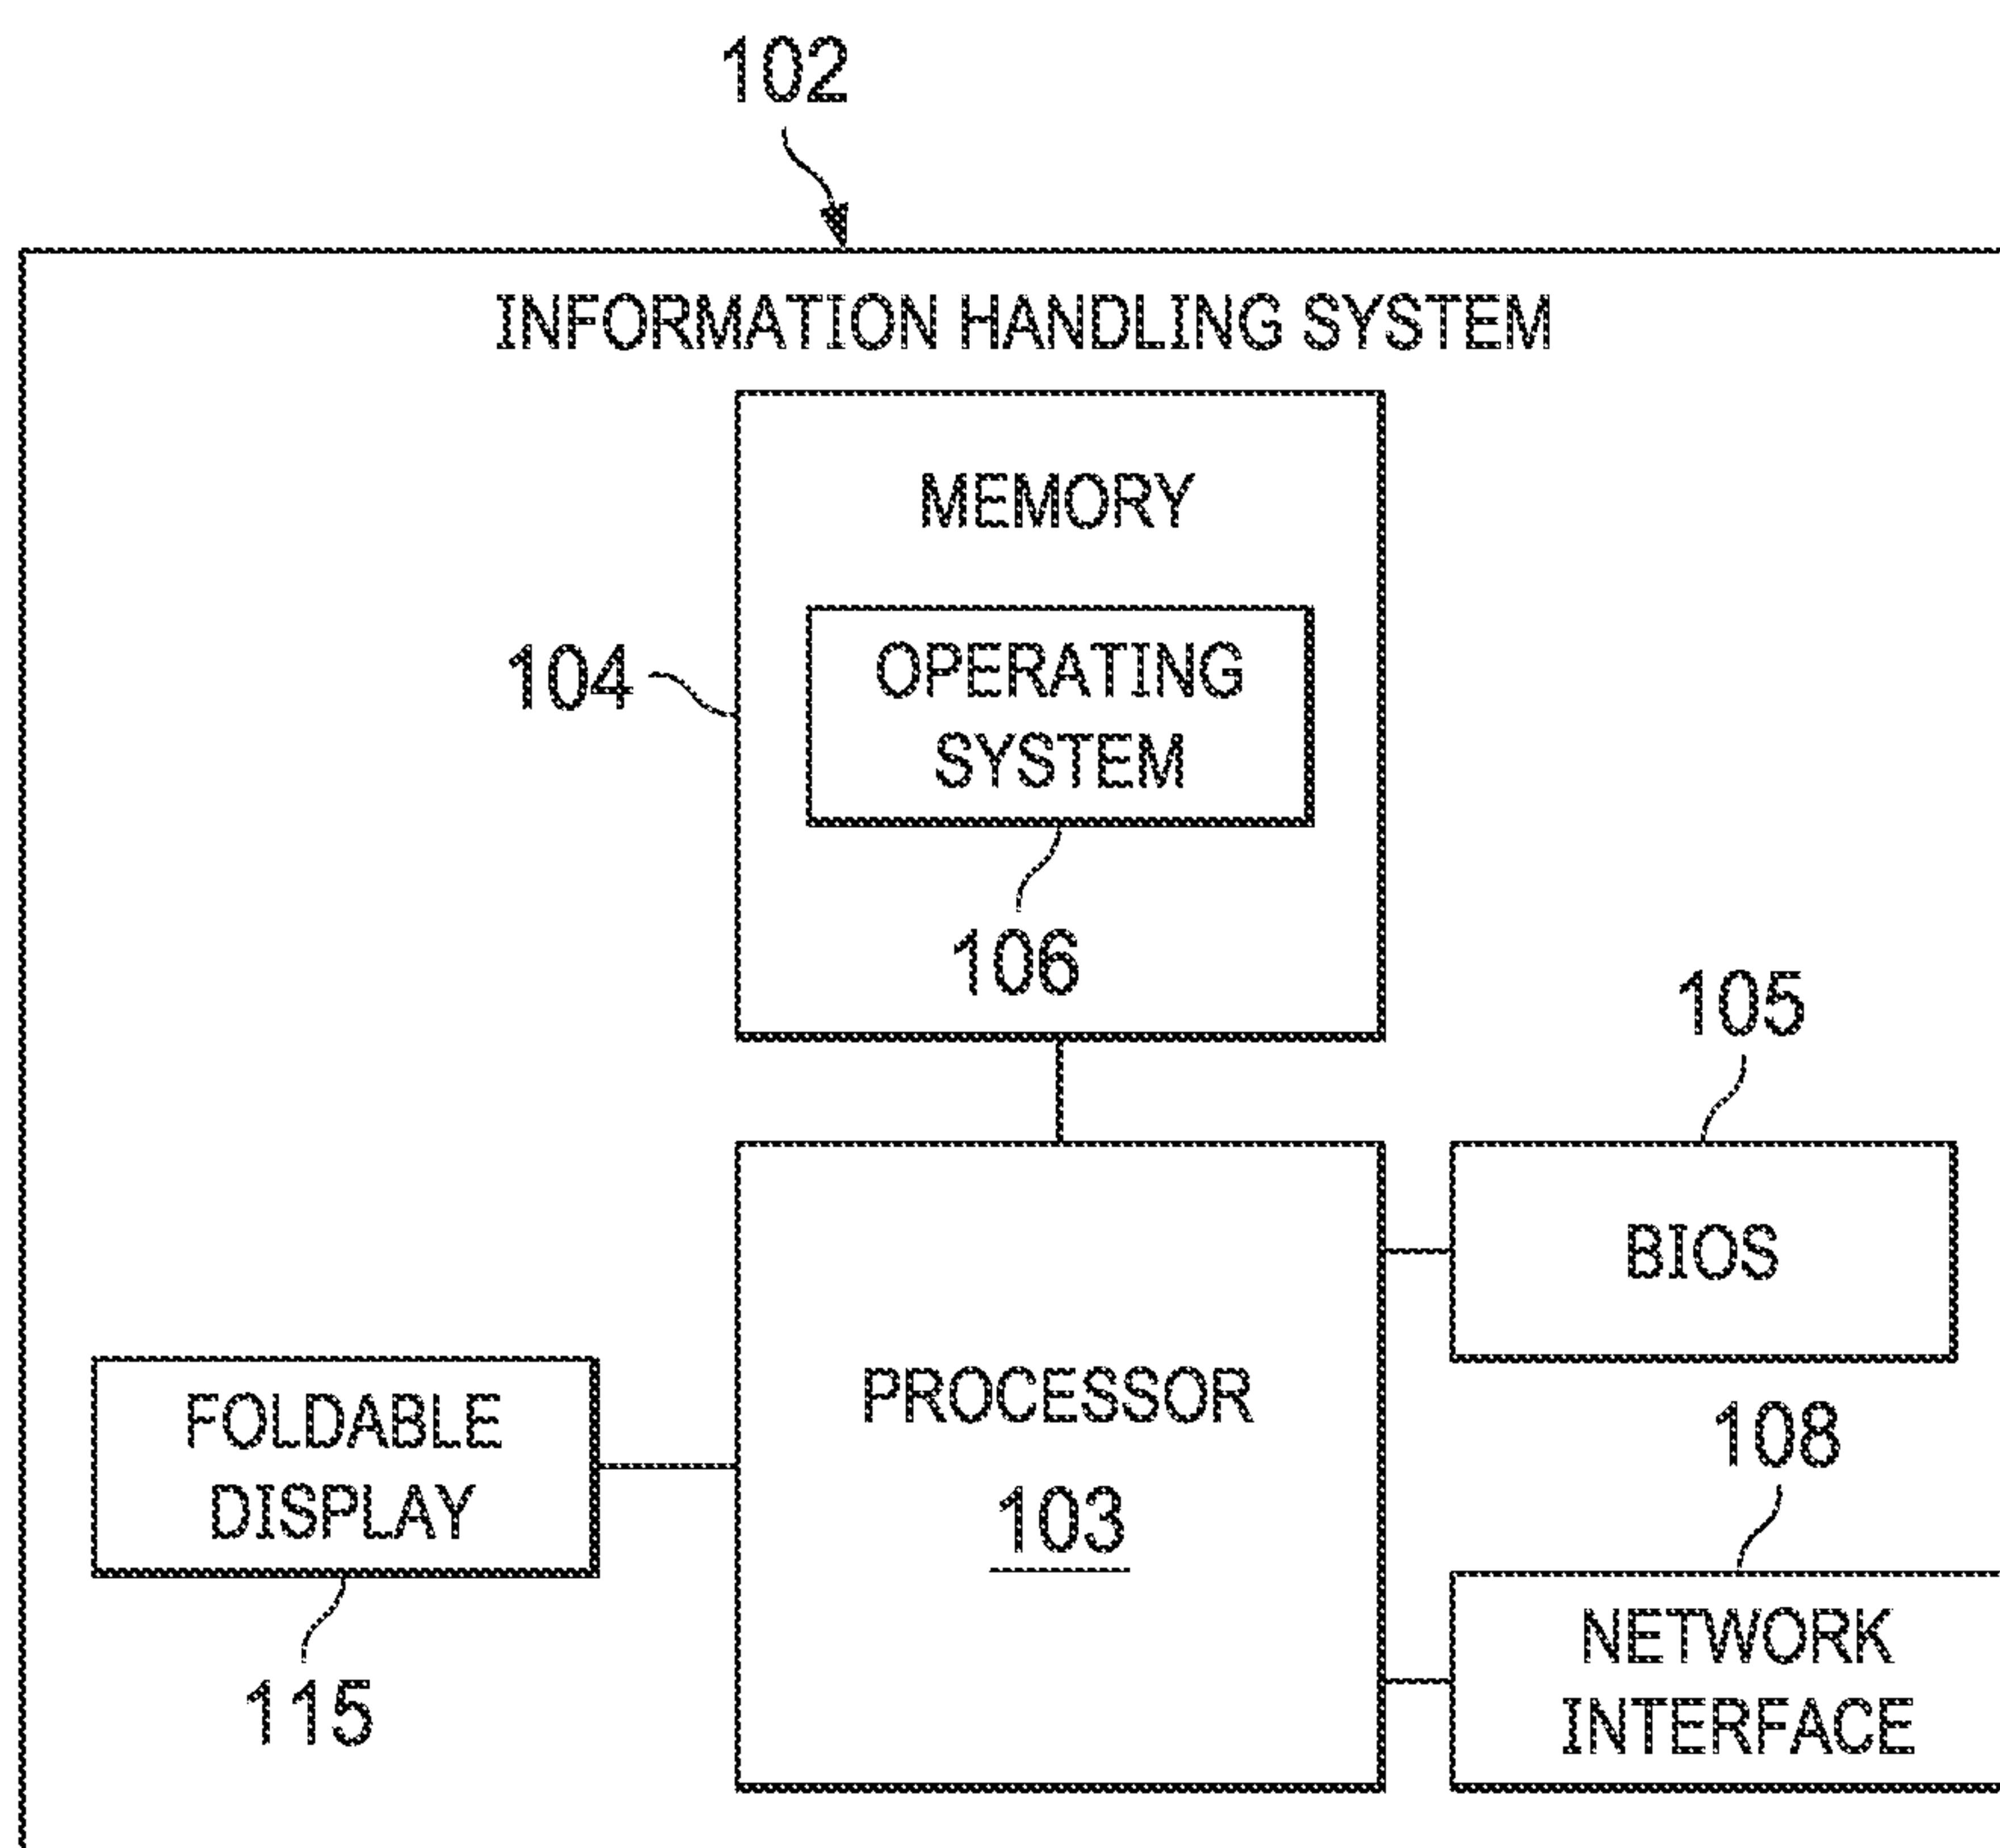 102
INFORMATION HANDLING SYSTEM
MEMORY
104
OPERATING
SYSTEM
106
105
BIOS
PROCESSOR
103
FOLDABLE
DISPLAY
115
108
NETWORK
INTERFACE